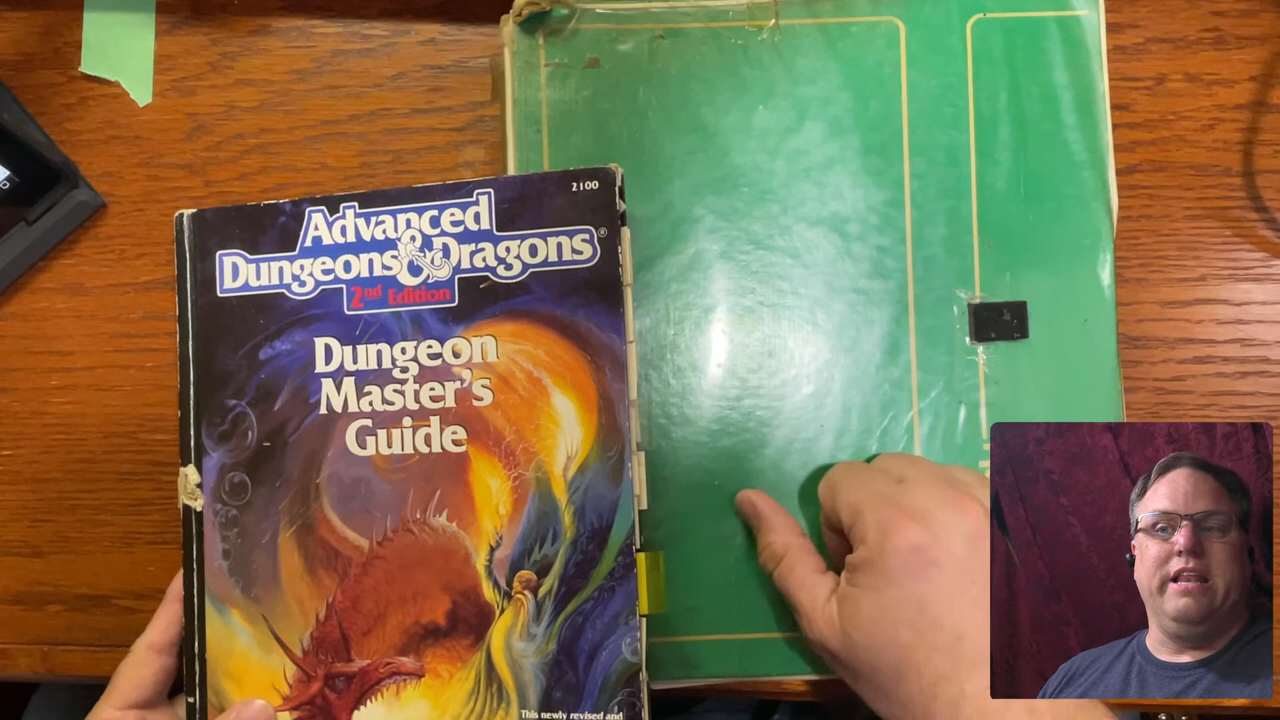 2100
Advanced
Dungeons & Dragons®
2nd Edition
Dungeon
Master's
Guide
This newly revised and